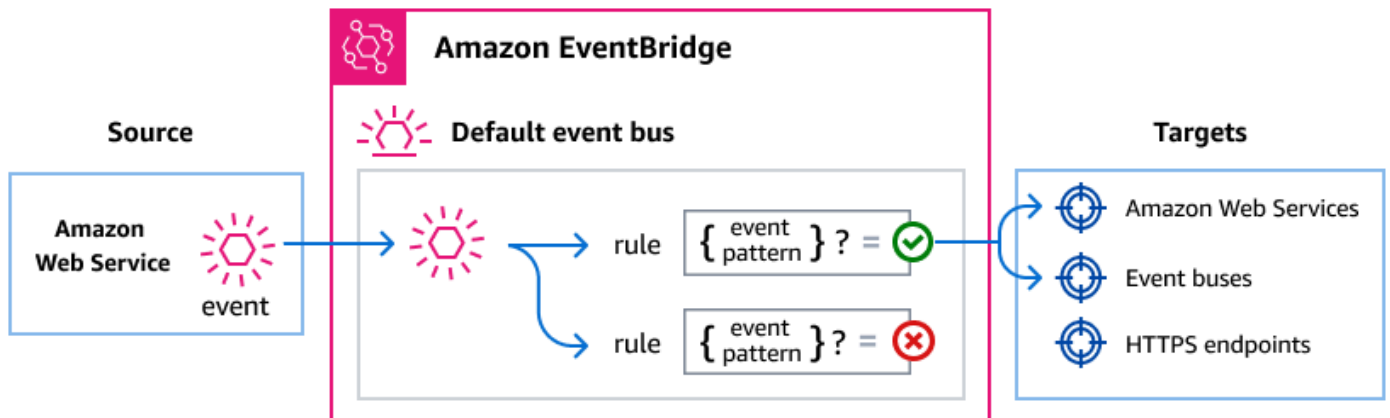 Amazon EventBridge
Source
Default event bus
Targets
Amazon
Web Service
event
rule { event pattern } ? =
rule { event pattern } ? =
Amazon Web Services
Event buses
HTTPS endpoints